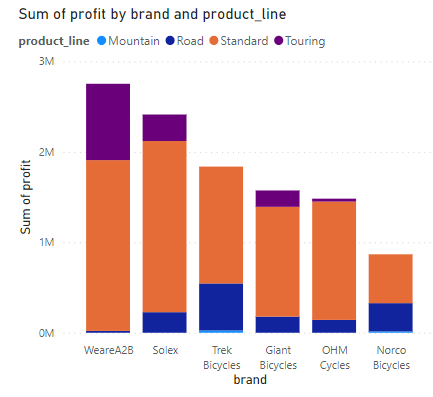 Sum of profit by brand and product_line
product_line Mountain Road Standard Touring
3M
2M
1M
0M
Sum of profit
WeareA2B Solex Trek Bicycles Giant Bicycles OHM Cycles Norco Bicycles
brand